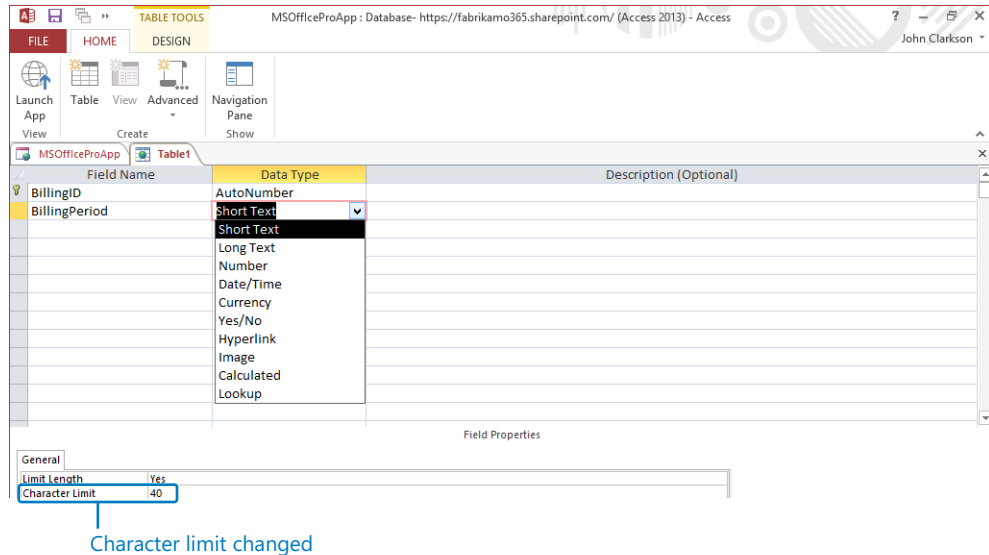 TABLE TOOLS MSOffIceProApp : Database- https://fabrikamo365.sharepoint.com/ (Access 2013) - Access ?
FILE HOME DESIGN John Clarkson
Launch App Table View Advanced Navigation Pane
View Create Show
MSOffIceProApp Table1
Field Name Data Type Description (Optional)
BillingID AutoNumber
BillingPeriod Short Text
Short Text
Long Text
Number
Date/Time
Currency
Yes/No
Hyperlink
Image
Calculated
Lookup
Field Properties
General
Limit Length Yes
Character Limit 40
Character limit changed